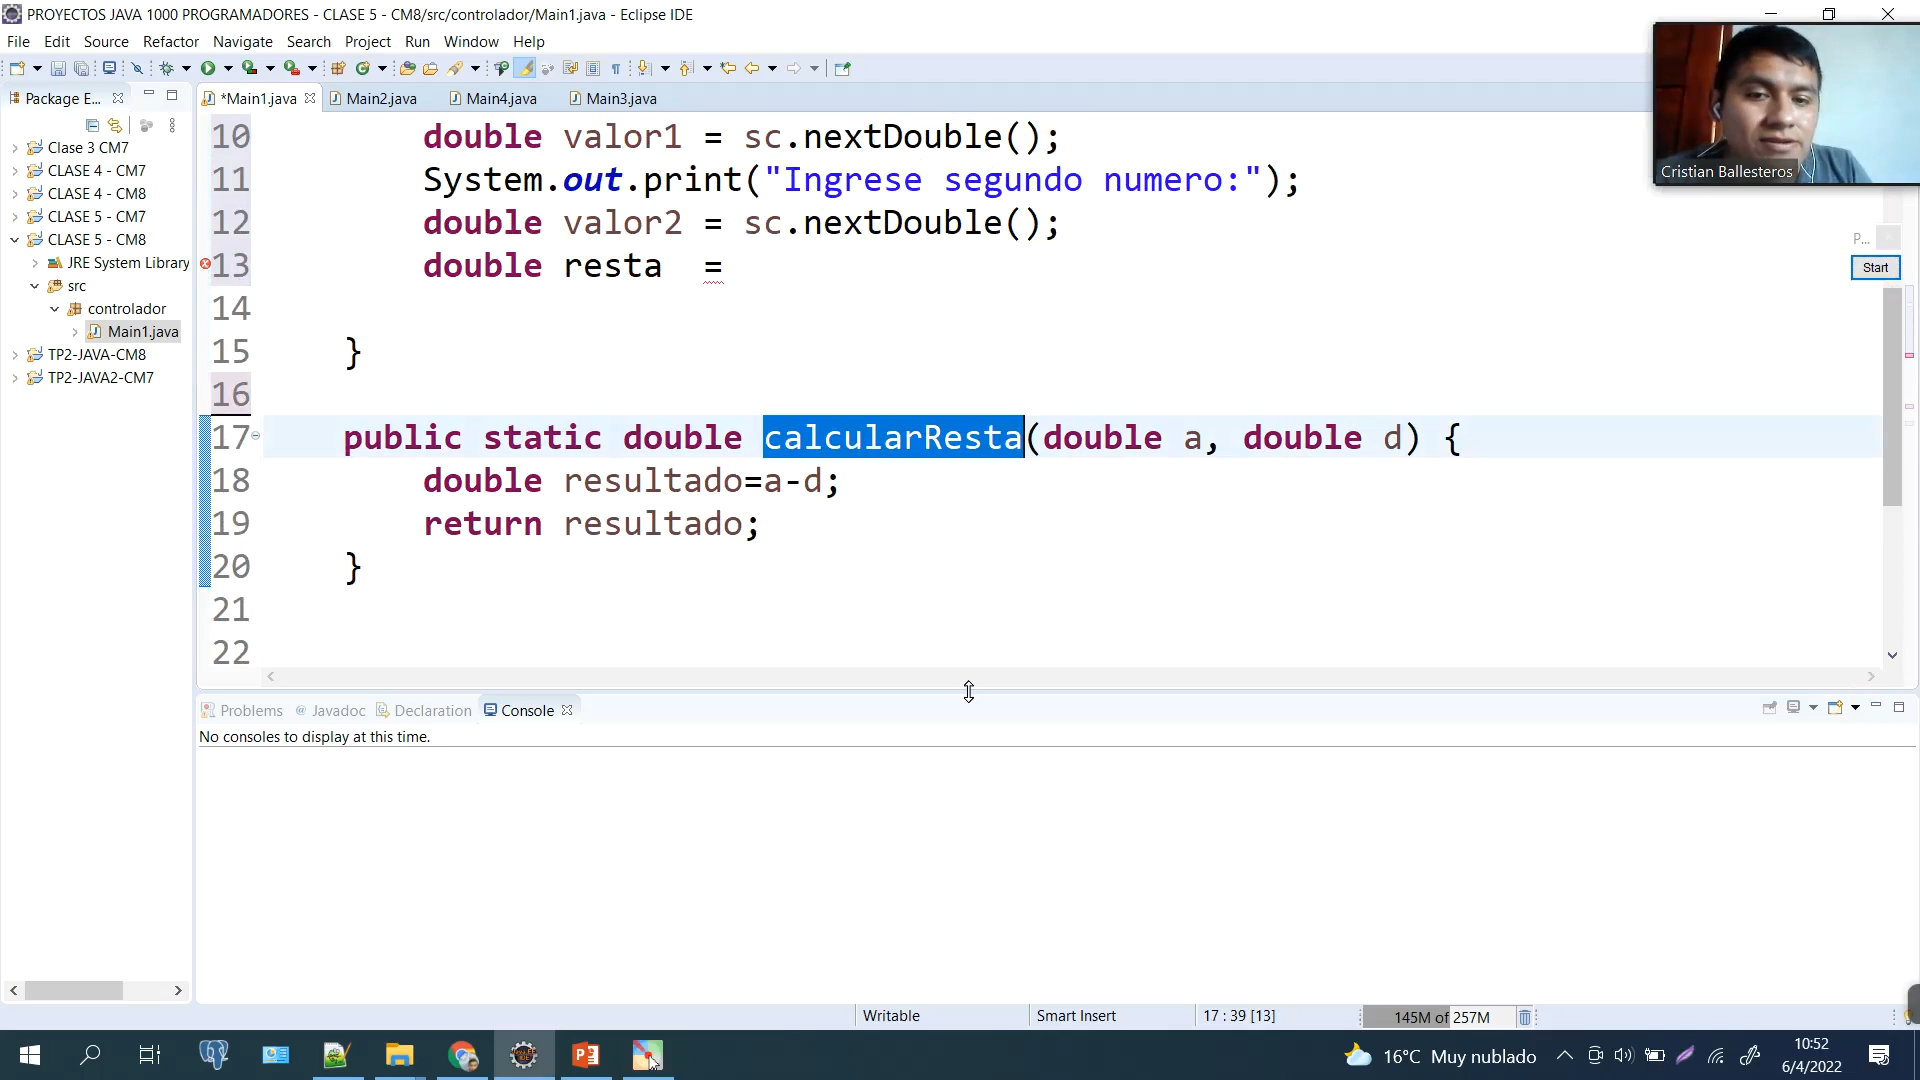 PROYECTOS JAVA 1000 PROGRAMADORES - CLASE 5 - CM8/src/controlador/Main1.java - Eclipse IDE
File Edit Source Refactor Navigate Search Project Run Window Help
Package E...
*Main1.java Main2.java Main4.java Main3.java
Clase 3 CM7
CLASE 4 - CM7
CLASE 4 - CM8
CLASE 5 - CM7
CLASE 5 - CM8
JRE System Library
src
controlador
Main1.java
TP2-JAVA-CM8
TP2-JAVA2-CM7
10 double valor1 = sc.nextDouble();
11 System.out.print("Ingrese segundo numero:");
12 double valor2 = sc.nextDouble();
13 double resta  =
14
15 }
16
17 public static double calcularResta(double a, double d) {
18 double resultado=a-d;
19 return resultado;
20 }
21
22
Cristian Ballesteros
P...
Start
Problems @ Javadoc Declaration Console
No consoles to display at this time.
Writable Smart Insert 17 : 39 [13] 145M of 257M
16°C Muy nublado
10:52
6/4/2022